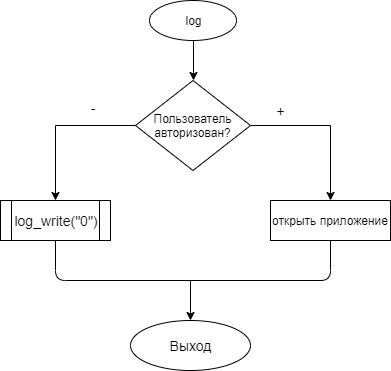 log
Пользователь
авторизован?
-
+
log_write("0")
открыть приложение
Выход